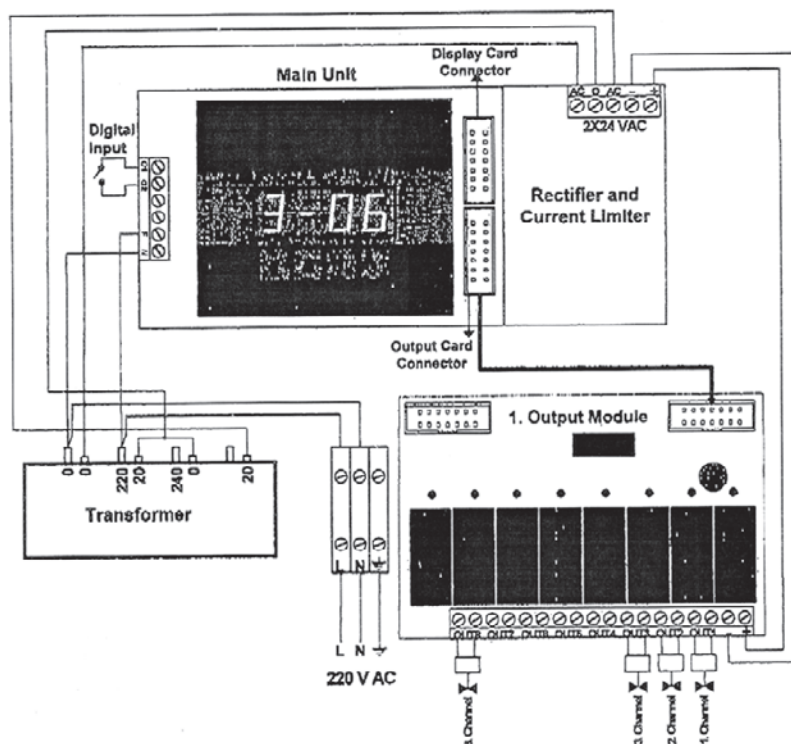 Display Card
Connector
Main Unit
AC 0 AC - +
2X24 VAC
Digital
Input
Rectifier and
Current Limiter
3-06
F
N
Output Card
Connector
1. Output Module
0
0
220
20
240
0
20
Transformer
L N
OUT8 OUT7 OUT6 OUT5 OUT4 OUT3 OUT2 OUT1 - +
L N
220 V AC
3. Channel
2. Channel
1. Channel